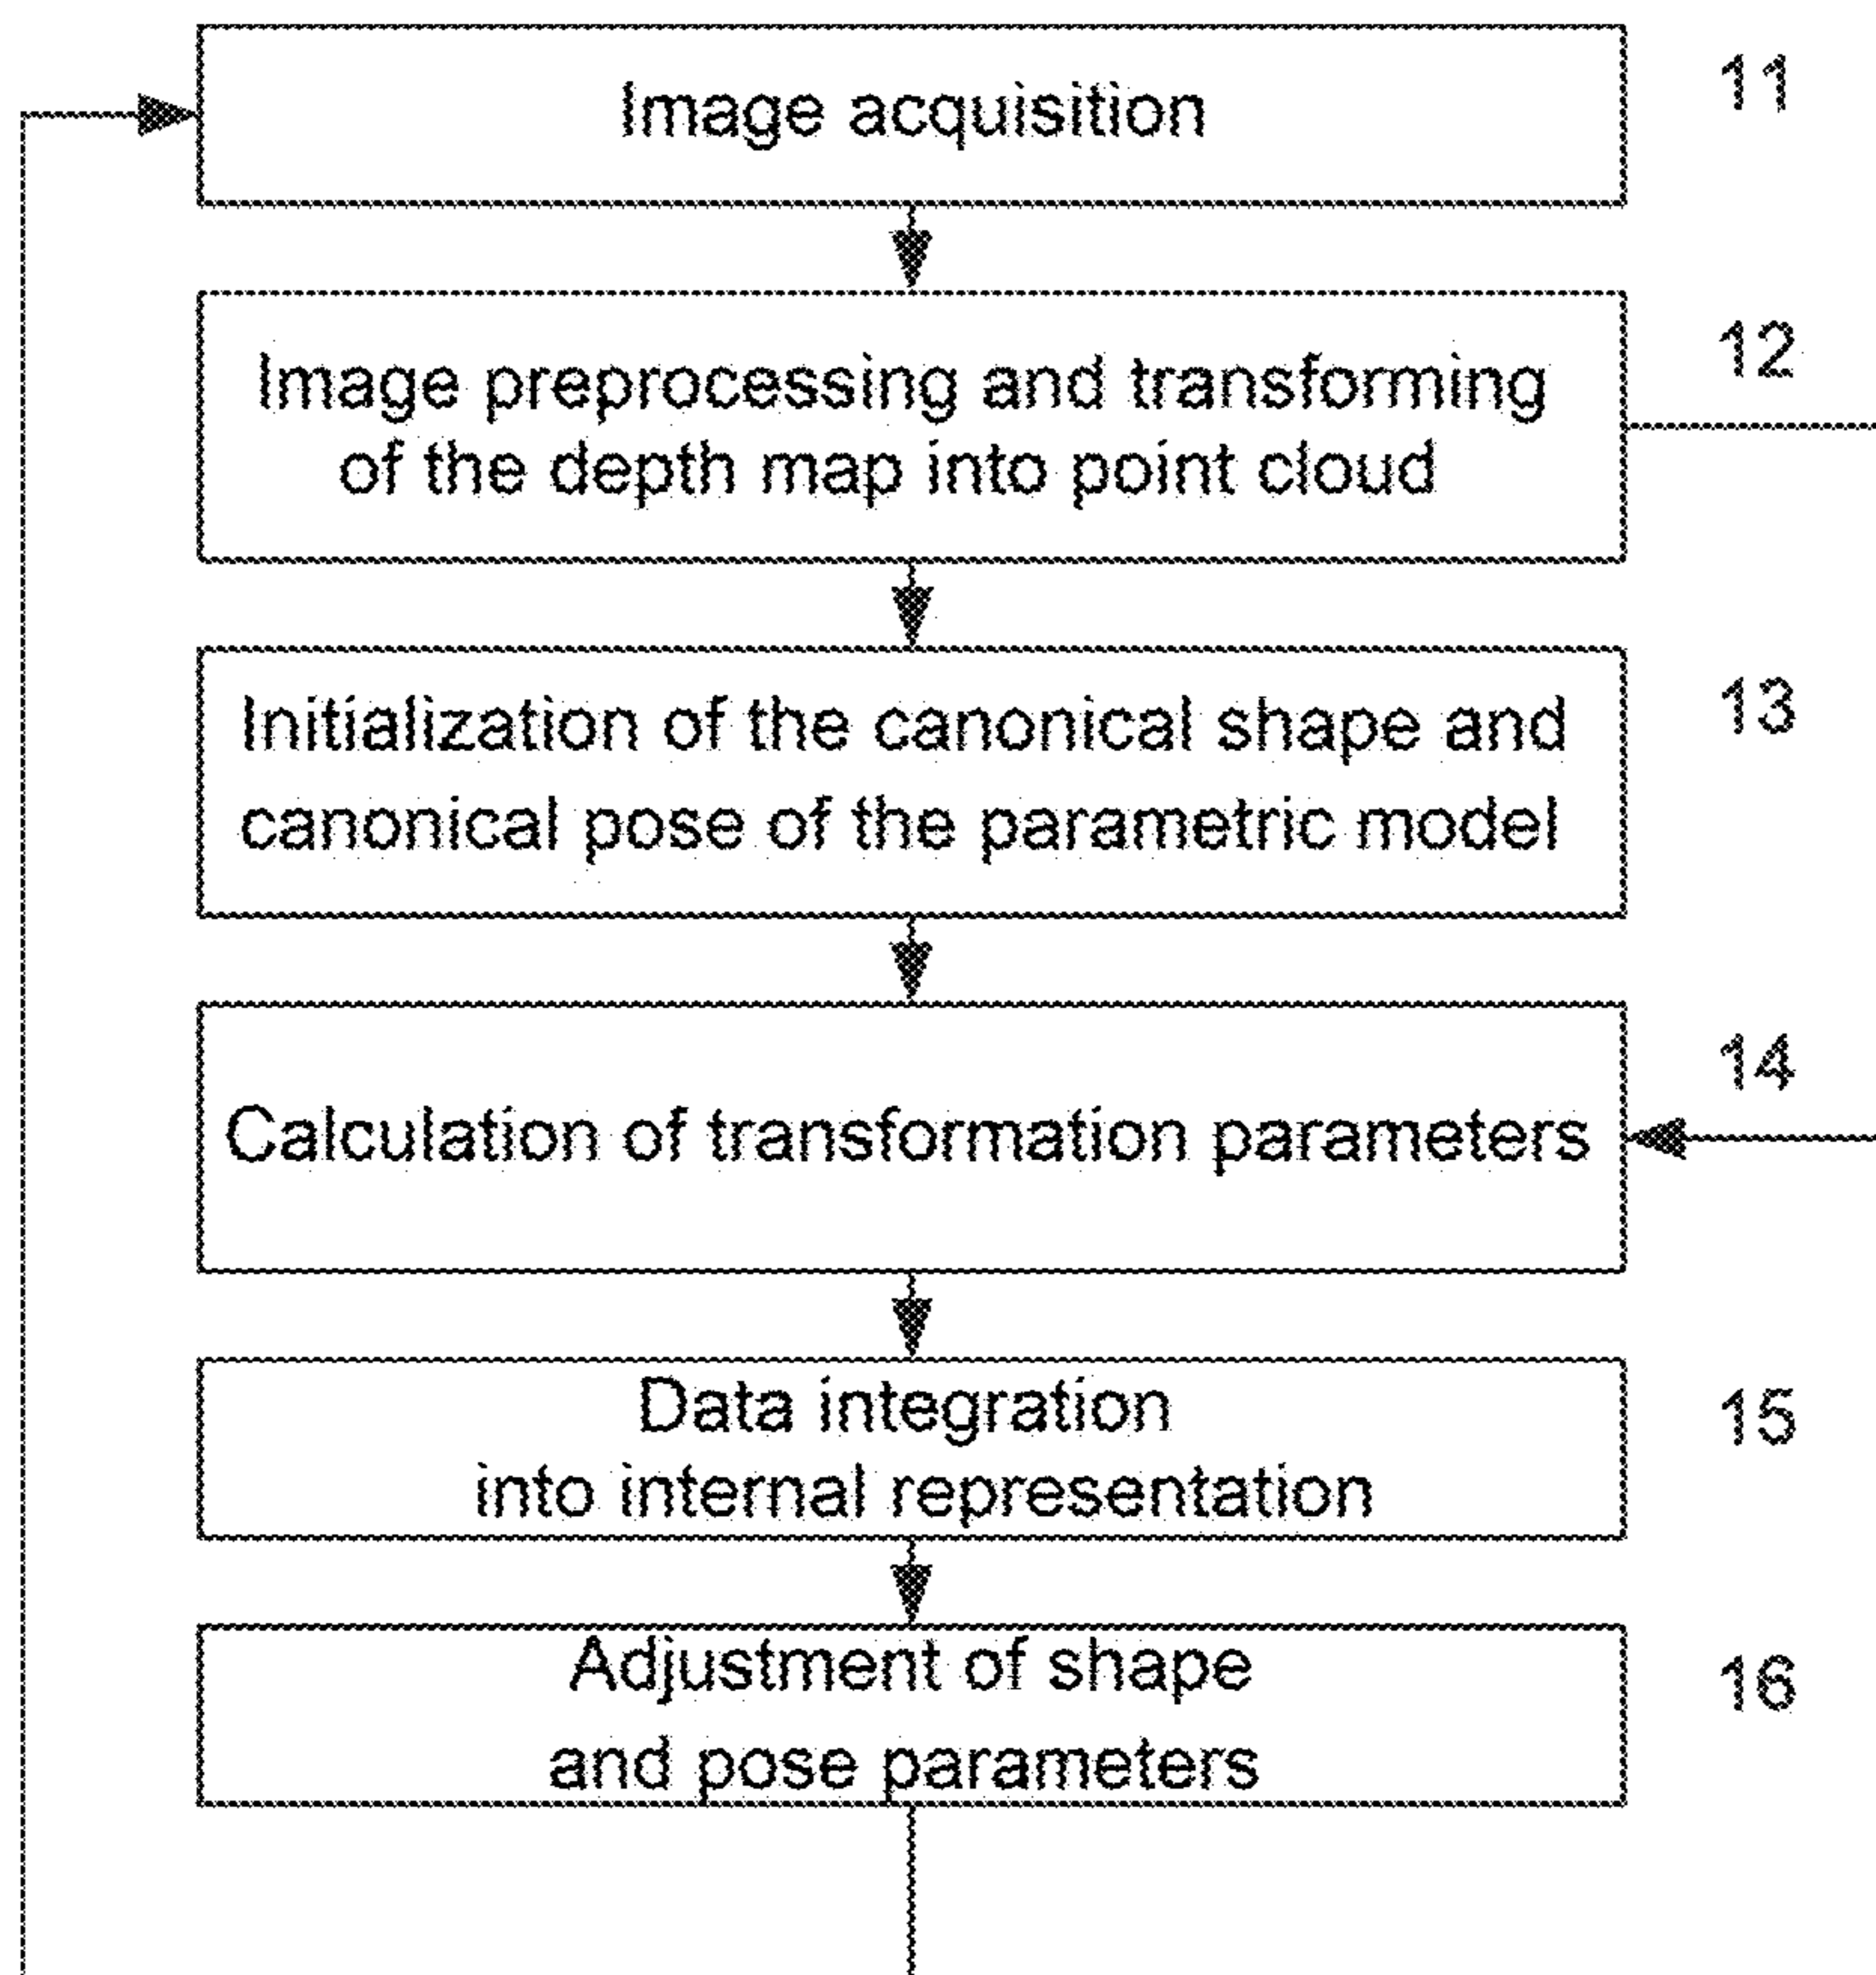 Image acquisition
11
Image preprocessing and transforming
of the depth map into point cloud
12
Initialization of the canonical shape and
canonical pose of the parametric model
13
Calculation of transformation parameters
14
Data integration
into internal representation
15
Adjustment of shape
and pose parameters
16